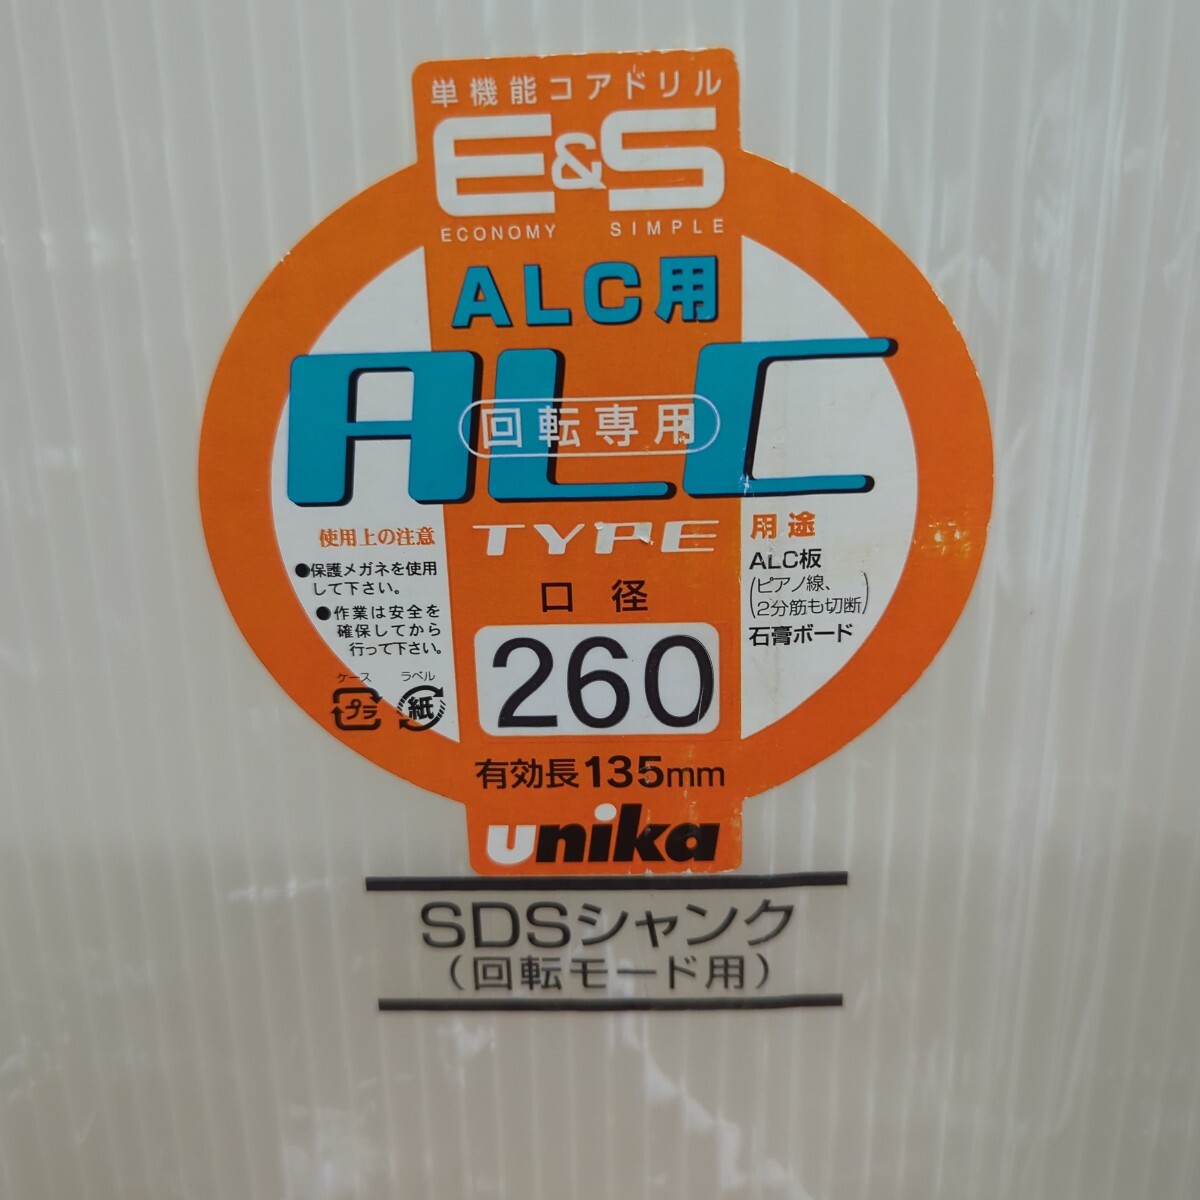 単機能コアドリル
E&S
ECONOMY SIMPLE
ALC用
ALC
回転専用
TYPE
使用上の注意
●保護メガネを使用
して下さい。
●作業は安全を
確保してから
行って下さい。
ケース ラベル
プラ 紙
用途
ALC板
(ピアノ線、
2分筋も切断)
石膏ボード
口径
260
有効長135mm
unika
SDSシャンク
(回転モード用)